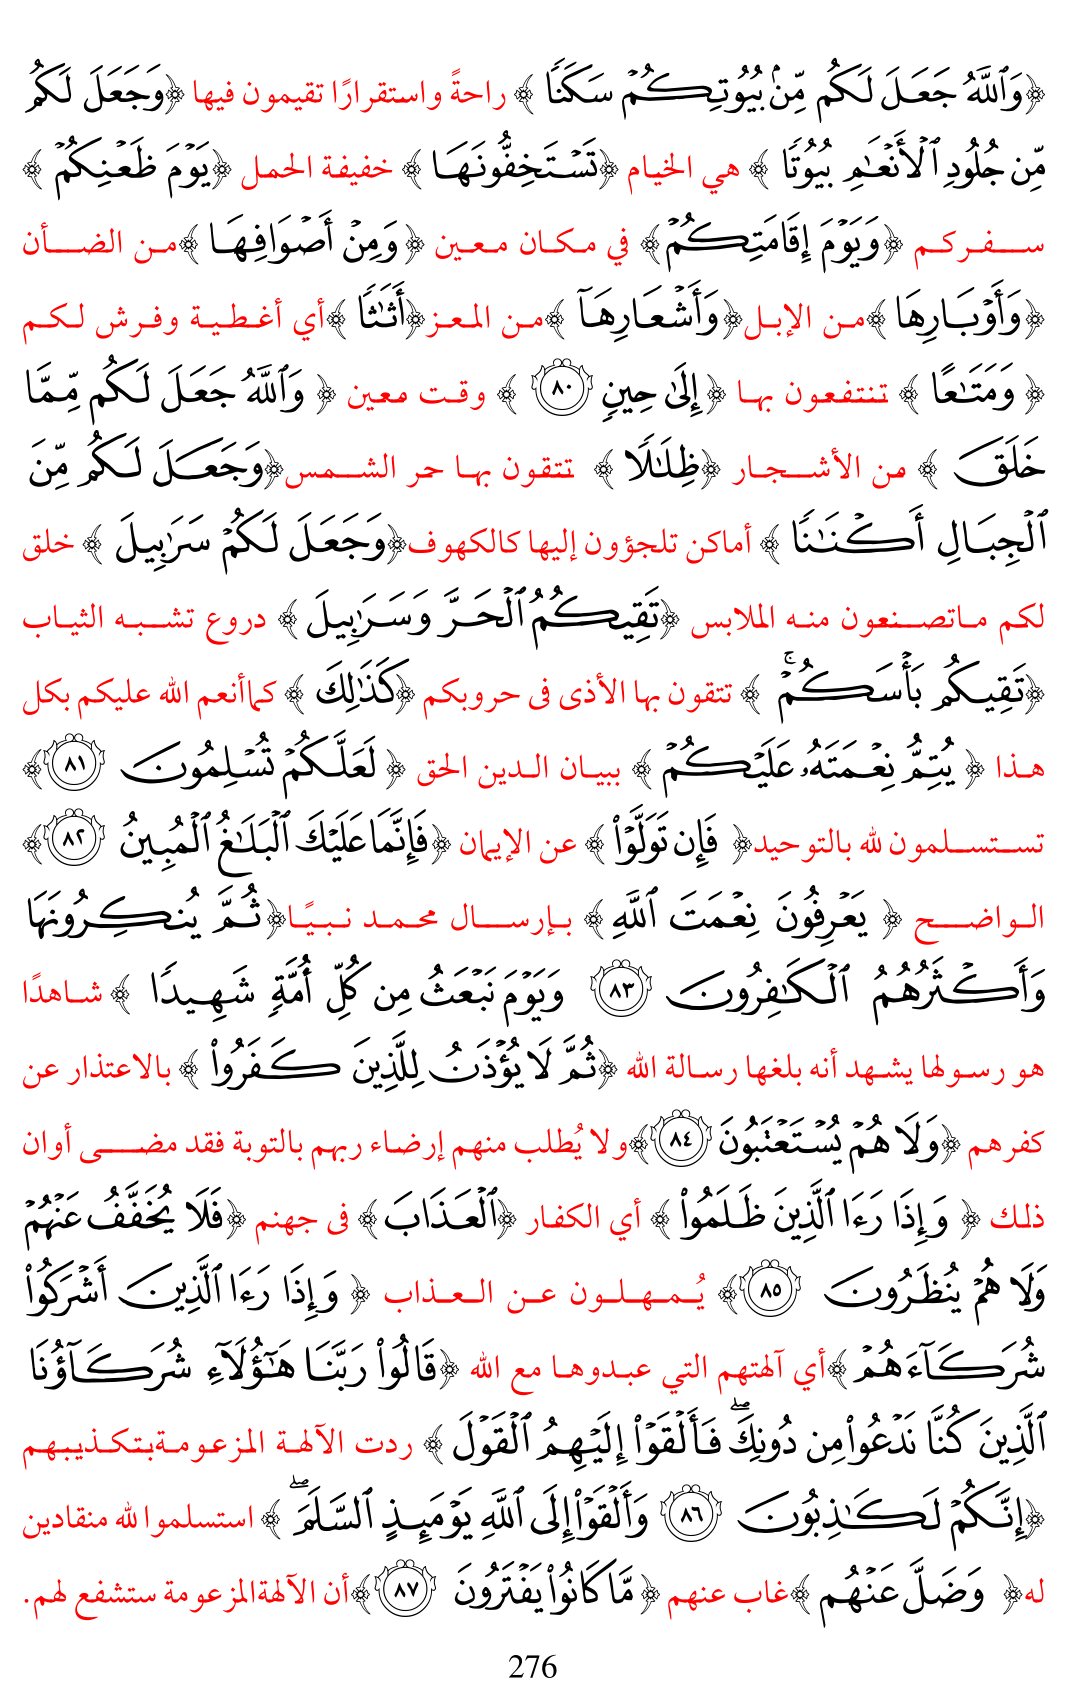 ﴿وَٱللَّهُ جَعَلَ لَكُم مِّنۢ بُيُوتِكُمۡ سَكَنٗا ﴾ راحةً واستقرارًا تقيمون فيها ﴿وَجَعَلَ لَكُم
مِّن جُلُودِ ٱلۡأَنۡعَٰمِ بُيُوتٗا ﴾ هي الخيام ﴿تَسۡتَخِفُّونَهَا ﴾ خفيفة الحمل ﴿يَوۡمَ ظَعۡنِكُمۡ ﴾
سفركم ﴿وَيَوۡمَ إِقَامَتِكُمۡ﴾ في مكان معين ﴿وَمِنۡ أَصۡوَافِهَا ﴾من الضأن
﴿وَأَوۡبَارِهَا ﴾من الإبل﴿وَأَشۡعَارِهَآ ﴾من المعز﴿أَثَٰثٗا ﴾أي أغطية وفرش لكم
﴿ وَمَتَٰعًا ﴾ تنتفعون بها ﴿إِلَىٰ حِينٖ ٨٠ ﴾ وقت معين ﴿ وَٱللَّهُ جَعَلَ لَكُم مِّمَّا
خَلَقَ ﴾ من الأشجار ﴿ظِلَٰلٗا ﴾ تتقون بها حر الشمس﴿وَجَعَلَ لَكُم مِّنَ
ٱلۡجِبَالِ أَكۡنَٰنٗا ﴾ أماكن تلجؤون إليها كالكهوف﴿وَجَعَلَ لَكُمۡ سَرَٰبِيلَ ﴾ خلق
لكم ماتصنعون منه الملابس ﴿تَقِيكُمُ ٱلۡحَرَّ وَسَرَٰبِيلَ ﴾ دروع تشبه الثياب
﴿تَقِيكُم بَأۡسَكُمۡۚ ﴾ تتقون بها الأذى فى حروبكم ﴿كَذَٰلِكَ ﴾ كماأنعم الله عليكم بكل
هذا ﴿ يُتِمُّ نِعۡمَتَهُۥ عَلَيۡكُمۡ ﴾ ببيان الدين الحق ﴿ لَعَلَّكُمۡ تُسۡلِمُونَ ٨١﴾
تستسلمون لله بالتوحيد﴿ فَإِن تَوَلَّوۡاْ ﴾ عن الإيمان ﴿فَإِنَّمَا عَلَيۡكَ ٱلۡبَلَٰغُ ٱلۡمُبِينُ ٨٢﴾
الواضح ﴿ يَعۡرِفُونَ نِعۡمَتَ ٱللَّهِ ﴾ بإرسال محمد نبيًا﴿ثُمَّ يُنكِرُونَهَا
وَأَكۡثَرُهُمُ ٱلۡكَٰفِرُونَ ٨٣ وَيَوۡمَ نَبۡعَثُ مِن كُلِّ أُمَّةٖ شَهِيدٗا ﴾ شاهدًا
هو رسولها يشهد أنه بلغها رسالة الله ﴿ثُمَّ لَا يُؤۡذَنُ لِلَّذِينَ كَفَرُواْ ﴾ بالاعتذار عن
كفرهم ﴿وَلَا هُمۡ يُسۡتَعۡتَبُونَ ٨٤﴾ولا يُطلب منهم إرضاء ربهم بالتوبة فقد مضى أوان
ذلك ﴿ وَإِذَا رَءَا ٱلَّذِينَ ظَلَمُواْ ﴾ أي الكفار ﴿ٱلۡعَذَابَ ﴾ فى جهنم ﴿فَلَا يُخَفَّفُ عَنۡهُمۡ
وَلَا هُمۡ يُنظَرُونَ ٨٥﴾ يُمهلون عن العذاب ﴿ وَإِذَا رَءَا ٱلَّذِينَ أَشۡرَكُواْ
شُرَكَآءَهُمۡ ﴾أي آلهتهم التي عبدوها مع الله ﴿قَالُواْ رَبَّنَا هَٰٓؤُلَآءِ شُرَكَآؤُنَا
ٱلَّذِينَ كُنَّا نَدۡعُواْ مِن دُونِكَۖ فَأَلۡقَوۡاْ إِلَيۡهِمُ ٱلۡقَوۡلَ ﴾ ردت الآلهة المزعومةبتكذيبهم
﴿إِنَّكُمۡ لَكَٰذِبُونَ ٨٦ وَأَلۡقَوۡاْ إِلَى ٱللَّهِ يَوۡمَئِذٍ ٱلسَّلَمَۖ ﴾ استسلموا لله منقادين
له﴿ وَضَلَّ عَنۡهُم ﴾غاب عنهم ﴿مَّا كَانُواْ يَفۡتَرُونَ ٨٧﴾أن الآلهةالمزعومة ستشفع لهم.
276